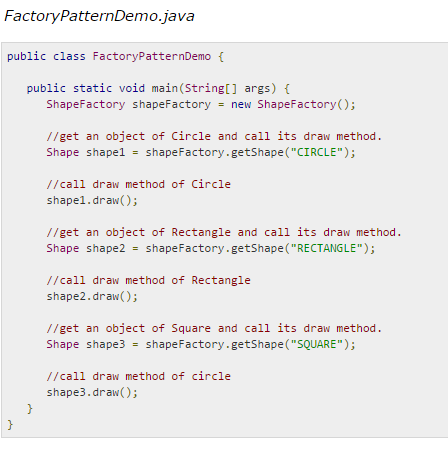 FactoryPatternDemo.java
public class FactoryPatternDemo {
public static void main(String[] args) {
ShapeFactory shapeFactory = new ShapeFactory();
//get an object of Circle and call its draw method.
Shape shape1 = shapeFactory.getShape("CIRCLE");
//call draw method of Circle
shape1.draw();
//get an object of Rectangle and call its draw method.
Shape shape2 = shapeFactory.getShape("RECTANGLE");
//call draw method of Rectangle
shape2.draw();
//get an object of Square and call its draw method.
Shape shape3 = shapeFactory.getShape("SQUARE");
//call draw method of circle
shape3.draw();
}
}